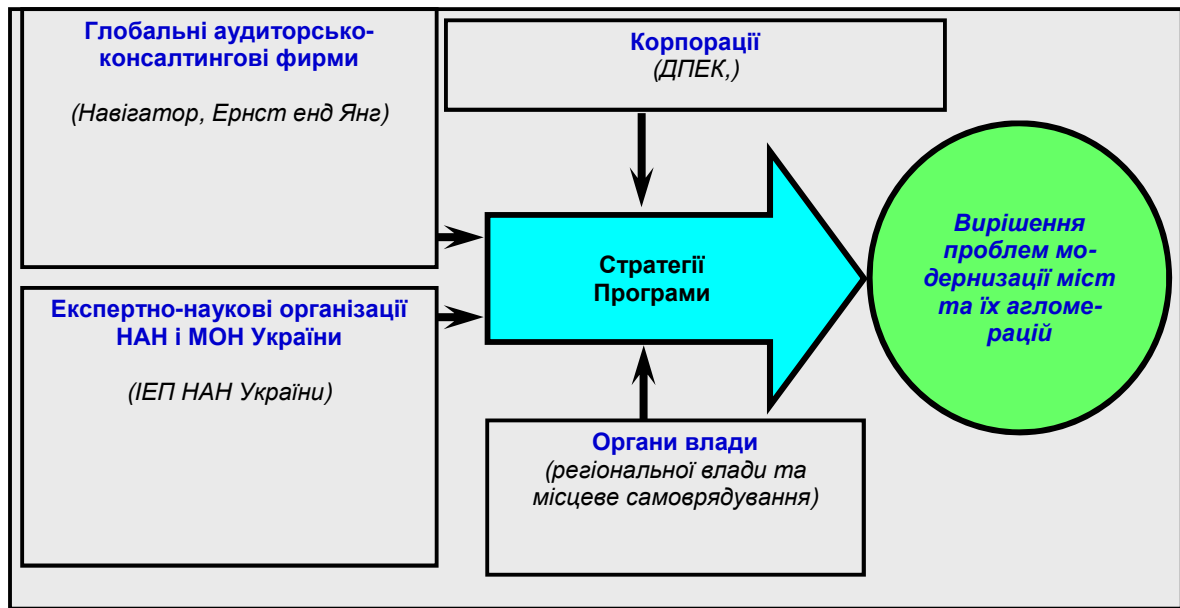 Глобальні аудиторсько-
консалтингові фирми
(Навігатор, Ернст енд Янг)
Корпорації
(ДПЕК,)
Експертно-наукові організації
НАН і МОН України
(ІЕП НАН України)
Стратегії
Програми
Органи влади
(регіональної влади та
місцеве самоврядування)
Вирішення
проблем мо-
дернизації міст
та їх агломе-
рацій